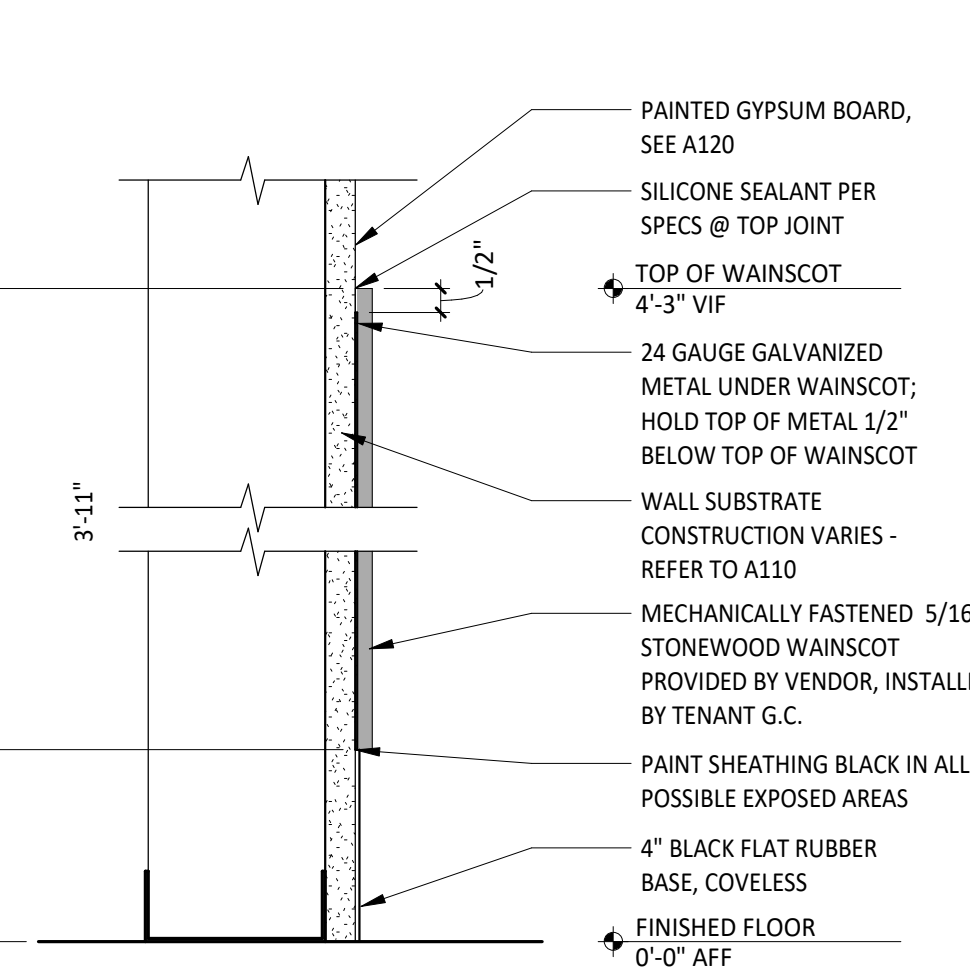 PAINTED GYPSUM BOARD,
SEE A120
SILICONE SEALANT PER
SPECS @ TOP JOINT
1/2"
TOP OF WAINSCOT
4'-3" VIF
24 GAUGE GALVANIZED
METAL UNDER WAINSCOT;
HOLD TOP OF METAL 1/2"
BELOW TOP OF WAINSCOT
3'-11"
WALL SUBSTRATE
CONSTRUCTION VARIES -
REFER TO A110
MECHANICALLY FASTENED 5/16
STONEWOOD WAINSCOT
PROVIDED BY VENDOR,
BY TENANT G.C.
PAINT SHEATHING BLACK IN ALL
POSSIBLE EXPOSED AREAS
4" BLACK FLAT RUBBER
BASE, COVELESS
FINISHED FLOOR
0'-0" AFF